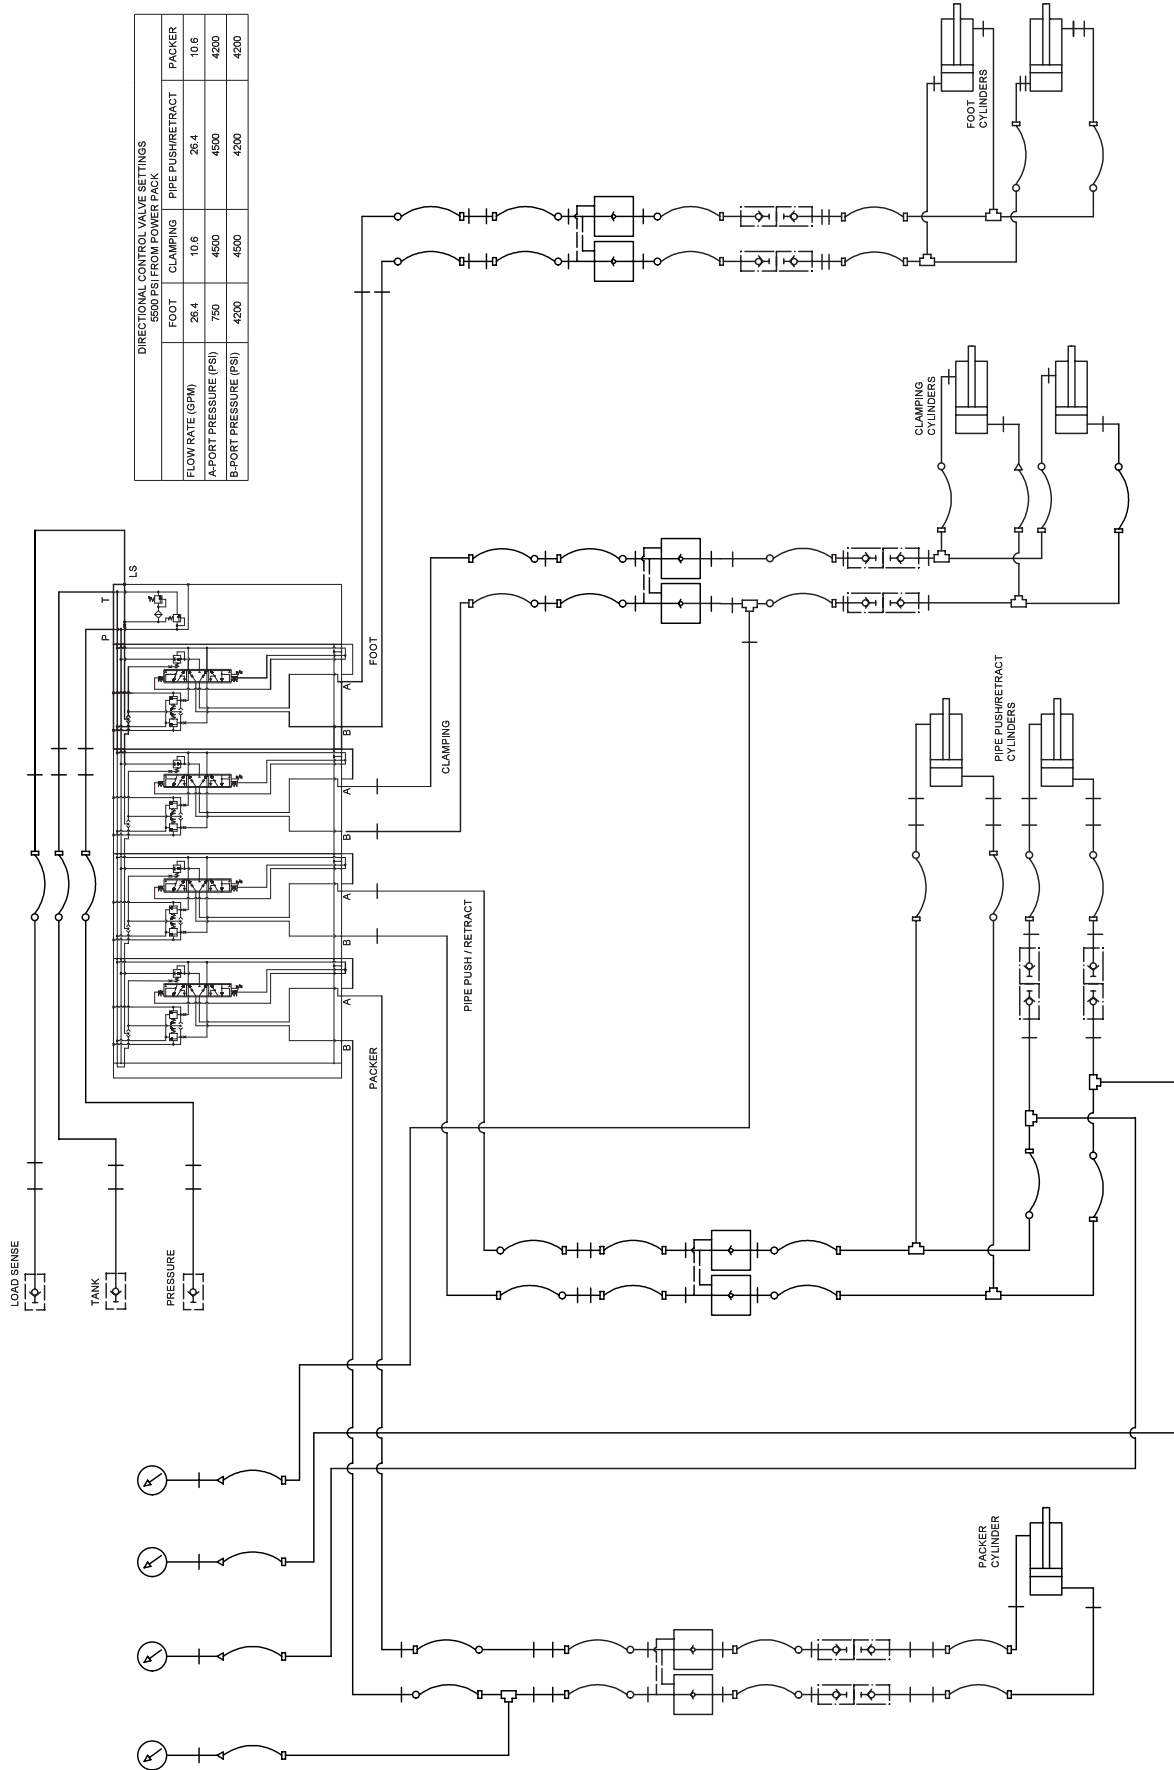 DIRECTIONAL CONTROL VALVE SETTINGS
5500 PSI FROM POWER PACK
FOOT CLAMPING PIPE PUSH/RETRACT PACKER
FLOW RATE (GPM) 26.4 10.6 26.4 10.6
A-PORT PRESSURE (PSI) 750 4500 4500 4200
B-PORT PRESSURE (PSI) 4200 4500 4200 4200
LOAD SENSE
TANK
PRESSURE
P
T
LS
A
B
FOOT
A
B
CLAMPING
A
B
PIPE PUSH / RETRACT
A
B
PACKER
FOOT
CYLINDERS
CLAMPING
CYLINDERS
PIPE PUSH/RETRACT
CYLINDERS
PACKER
CYLINDER